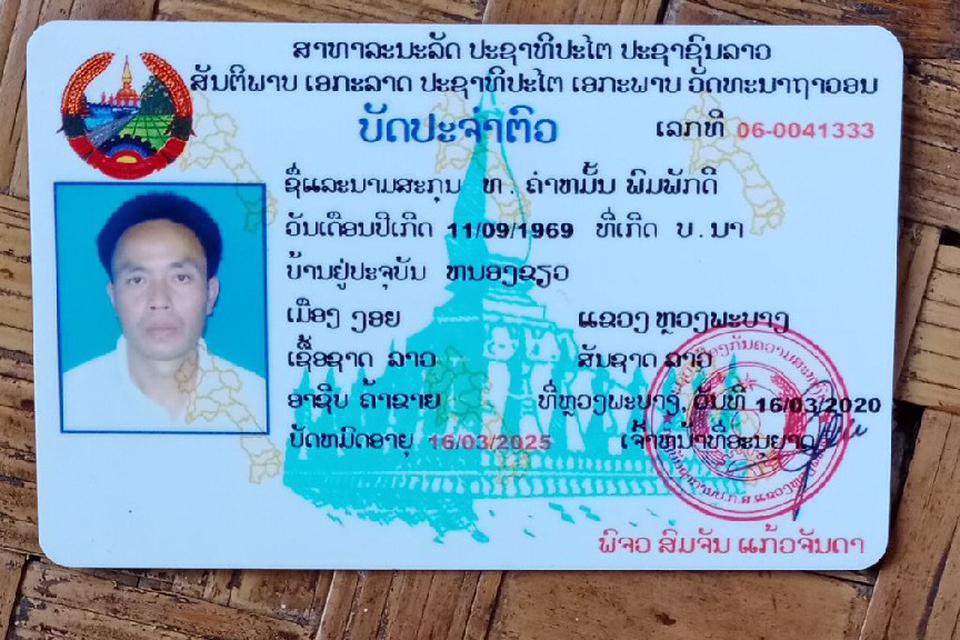 ສາທາລະນະລັດ ປະຊາທິປະໄຕ ປະຊາຊົນລາວ
ສັນຕິພາບ ເອກະລາດ ປະຊາທິປະໄຕ ເອກະພາບ ວັດທະນາຖາວອນ
ບັດປະຈຳຕົວ ເລກທີ 06-0041333
ຊື່ແລະນາມສະກຸນ ທ. ຄຳຫມັ້ນ ພິມພັກດີ
ວັນເດືອນປີເກີດ 11/09/1969 ທີ່ເກີດ ບ.ນາ
ບ້ານຢູ່ປະຈຸບັນ ຫນອງຂຽວ
ເມືອງ ງອຍ ແຂວງ ຫຼວງພະບາງ
ເຊື້ອຊາດ ລາວ ສັນຊາດ ລາວ
ອາຊີບ ຄ້າຂາຍ ທີ່ຫຼວງພະບາງ, ວັນທີ 16/03/2020
ບັດຫມົດອາຍຸ 16/03/2025 ເຈົ້າຫນ້າທີ່ອະນຸຍາດ
ພົຈວ ສົມຈັນ ແກ້ວຈັນດາ